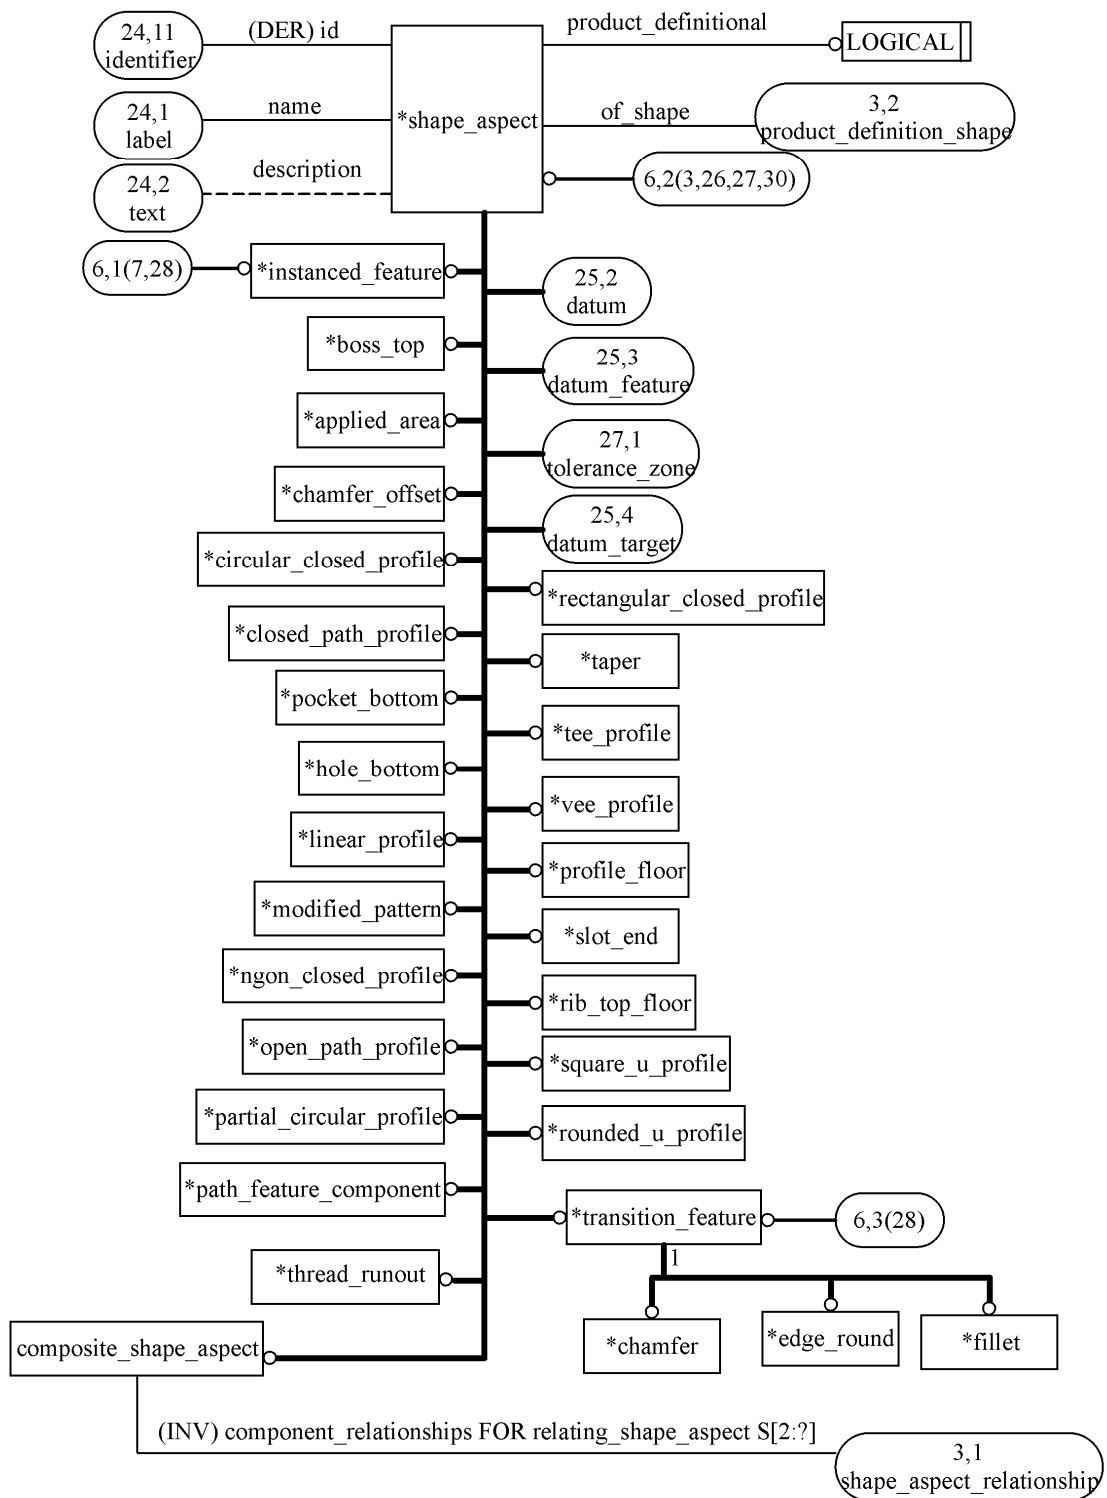 24,11
identifier
(DER) id
product_definitional
LOGICAL
24,1
label
name
*shape_aspect
of_shape
3,2
product_definition_shape
24,2
text
description
6,2(3,26,27,30)
6,1(7,28)
*instanced_feature
25,2
datum
*boss_top
25,3
datum_feature
*applied_area
27,1
tolerance_zone
*chamfer_offset
25,4
datum_target
*circular_closed_profile
*rectangular_closed_profile
*closed_path_profile
*taper
*pocket_bottom
*tee_profile
*hole_bottom
*vee_profile
*linear_profile
*profile_floor
*modified_pattern
*slot_end
*ngon_closed_profile
*rib_top_floor
*open_path_profile
*square_u_profile
*partial_circular_profile
*rounded_u_profile
*path_feature_component
*transition_feature
6,3(28)
1
*thread_runout
composite_shape_aspect
*chamfer
*edge_round
*fillet
(INV) component_relationships FOR relating_shape_aspect S[2:?]
3,1
shape_aspect_relationship